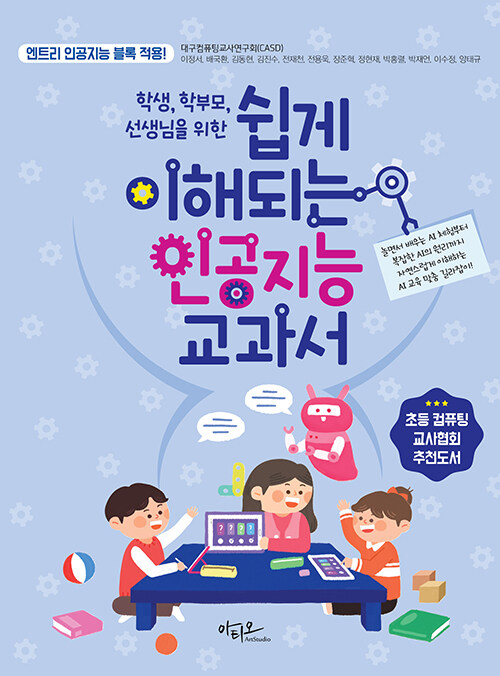 엔트리 인공지능 블록 적용!
대구컴퓨팅교사연구회(CASD)
이정서, 배국환, 김동현, 김진수, 전재천, 전용욱, 장준혁, 정현재, 박홍렬, 박재언, 이수정, 양태규
학생, 학부모,
선생님을 위한
쉽게
이해되는
인공지능
교과서
놀면서 배우는 AI 체험부터
복잡한 AI의 원리까지
자연스럽게 이해하는
AI 교육 맞춤 길라잡이!
초등 컴퓨팅
교사협회
추천도서
? ? ? ?
아티오
ArtStudio